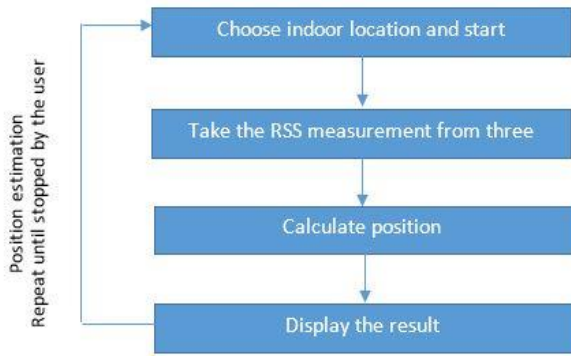 Choose indoor location and start
Take the RSS measurement from three
Calculate position
Display the result
Position estimation
Repeat until stopped by the user